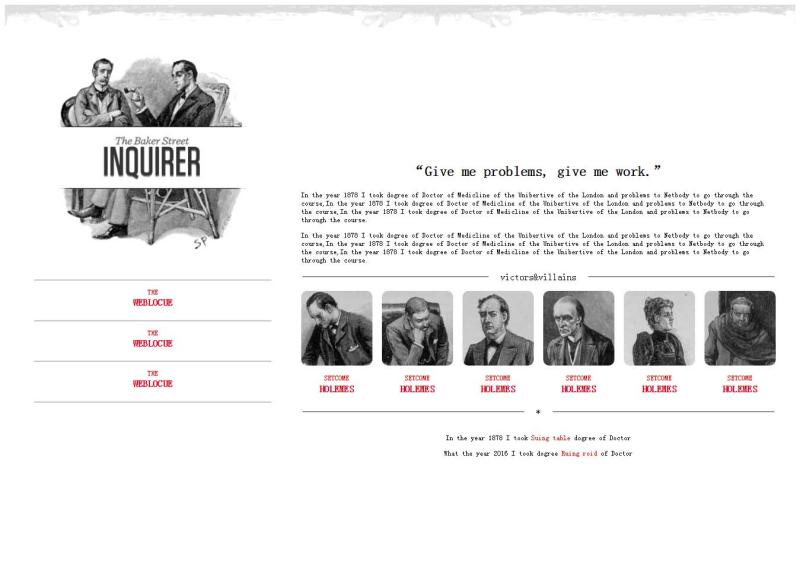 The Baker Street
INQUIRER
THE
WEBLOCUE
THE
WEBLOCUE
THE
WEBLOCUE
“Give me problems, give me work.”
In the year 1878 I took degree of Doctor of Medicline of the Unibertive of the London and problems to Netbody to go through the
course,In the year 1878 I took degree of Doctor of Medicline of the Unibertive of the London and problems to Netbody to go through
the course,In the year 1878 I took degree of Doctor of Medicline of the Unibertive of the London and problems to Netbody to go
through the course.
In the year 1878 I took degree of Doctor of Medicline of the Unibertive of the London and problems to Netbody to go through the
course,In the year 1878 I took degree of Doctor of Medicline of the Unibertive of the London and problems to Netbody to go through
the course,In the year 1878 I took degree of Doctor of Medicline of the Unibertive of the London and problems to Netbody to go
through the course.
victors&villains
SETCOME SETCOME SETCOME SETCOME SETCOME SETCOME
HOLEMES HOLEMES HOLEMES HOLEMES HOLEMES HOLEMES
*
In the year 1878 I took Suing table dogree of Doctor
What the year 2016 I took dogree Ruing roid of Doctor
SP